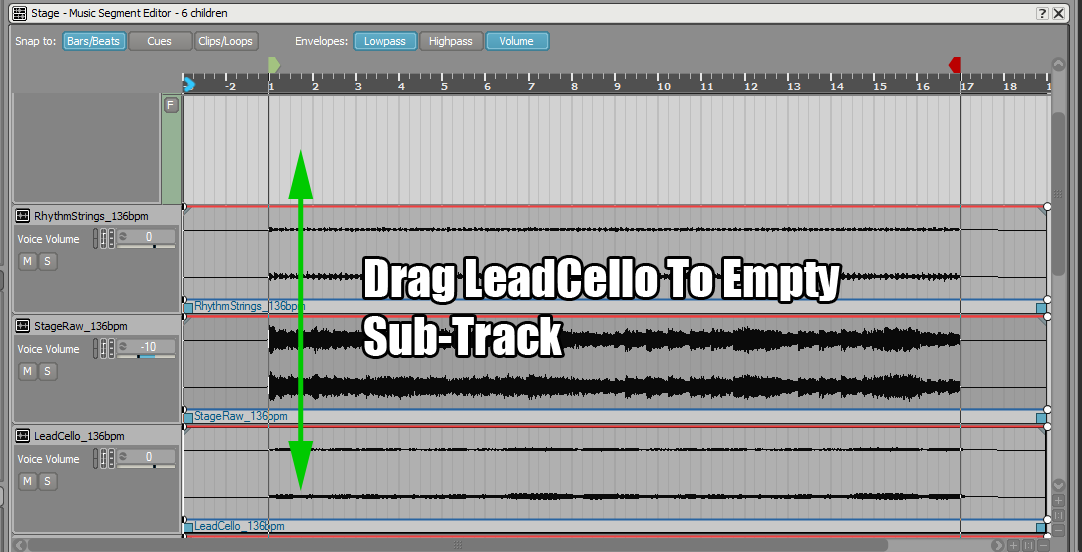 Stage - Music Segment Editor - 6 children
Snap to: Bars/Beats Cues Clips/Loops Envelopes: Lowpass Highpass Volume
-2 1 2 3 4 5 6 7 8 9 10 11 12 13 14 15 16 17 18
F
RhythmStrings_136bpm
Voice Volume 0
M S
RhythmStrings_136bpm
Drag LeadCello To Empty
Sub-Track
StageRaw_136bpm
Voice Volume -10
M S
StageRaw_136bpm
LeadCello_136bpm
Voice Volume 0
M S
LeadCello_136bpm